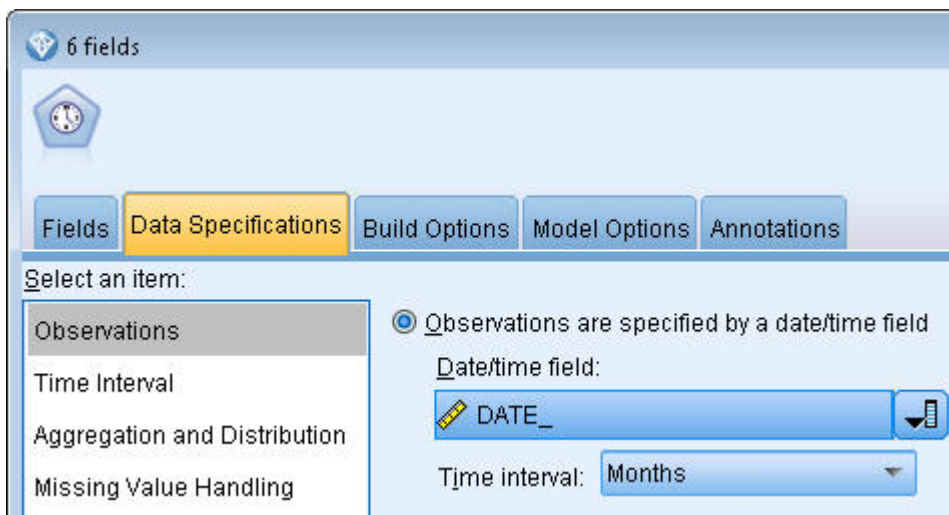 6 fields
Fields Data Specifications Build Options Model Options Annotations
Select an item:
Observations
Time Interval
Aggregation and Distribution
Missing Value Handling
Observations are specified by a date/time field
Date/time field:
DATE_
Time interval: Months